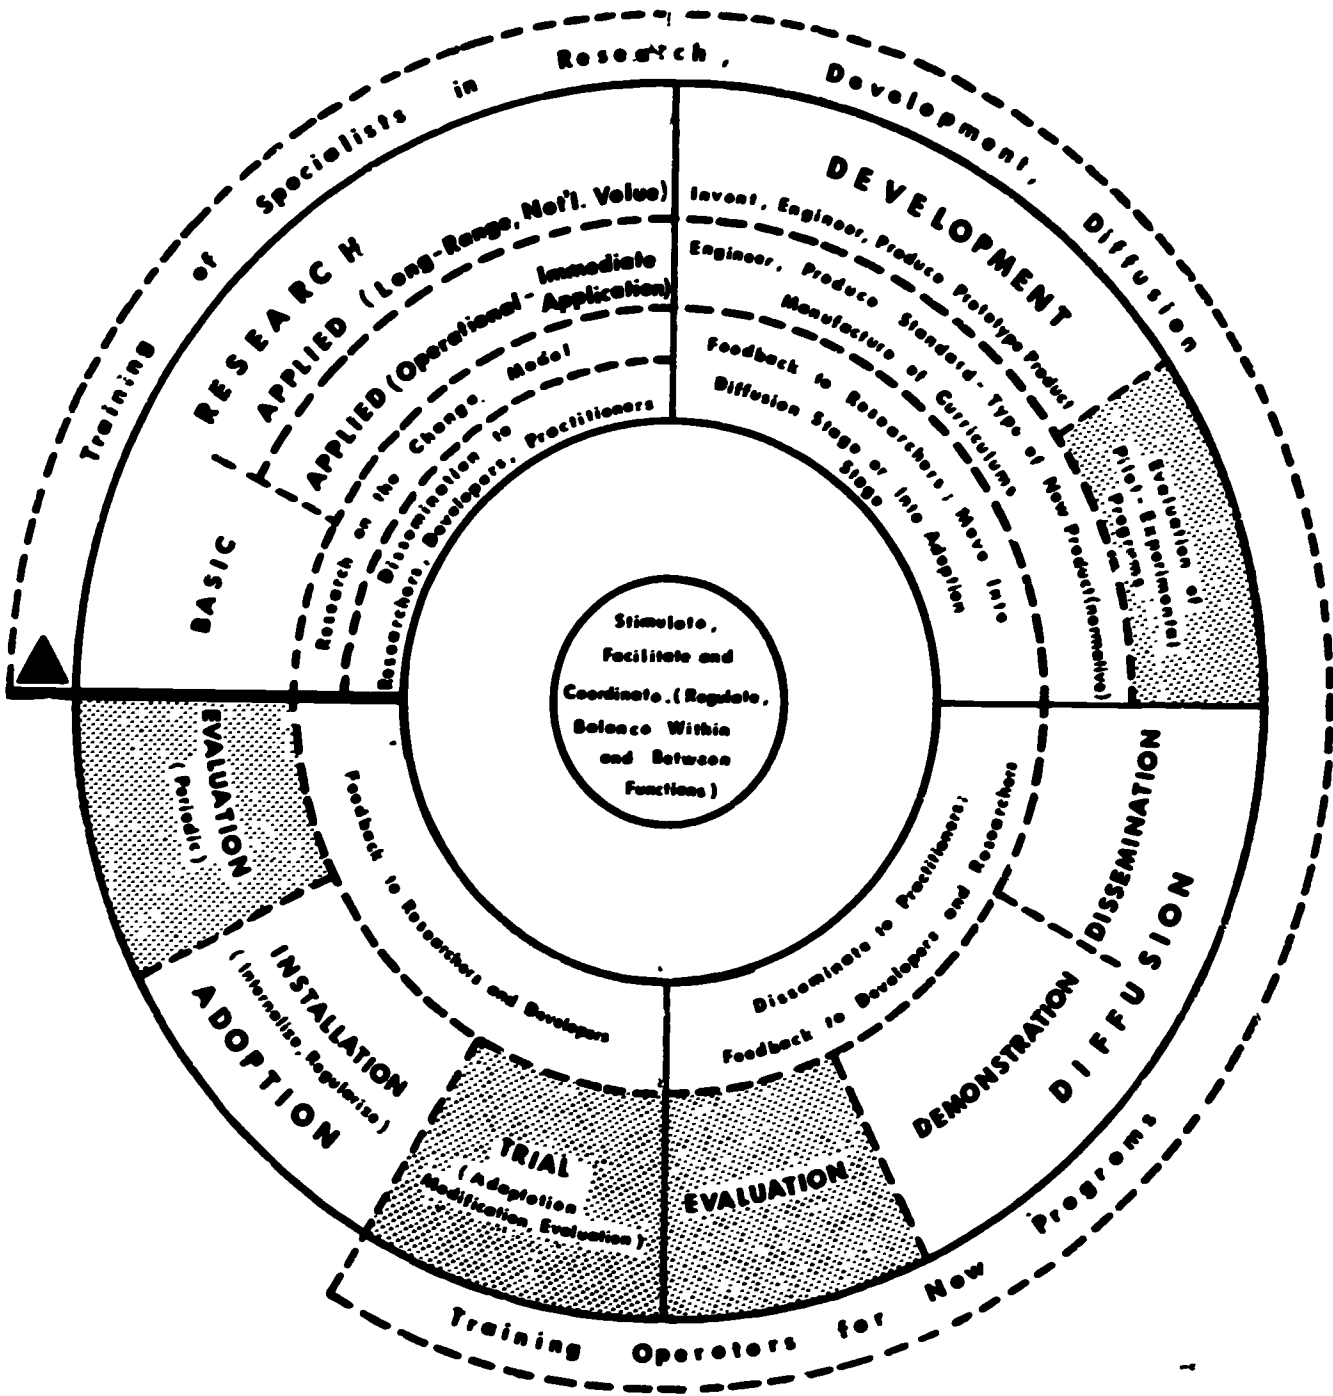 Training of Specialists in Research, Development, Diffusion
RESEARCH
BASIC
APPLIED (Long-Range, Nat'l. Value)
APPLIED (Operational - Immediate
Application)
Research on the Change Model
Dissemination to
Researchers, Developers, Practitioners
DEVELOPMENT
Invent, Engineer, Produce Prototype Product
Engineer, Produce Standard-Type of New Product (normative)
Manufacture of Curriculums
Feedback to Researchers; Move Into
Diffusion Stage or Into Adoption
Stage
Evaluation of
Pilot-Experimental
Programs
DIFFUSION
DISSEMINATION
DEMONSTRATION
EVALUATION
Disseminate to Practitioners;
Feedback to Developers and Researchers
ADOPTION
TRIAL
(Adaptation
Modification, Evaluation)
INSTALLATION
(Internalize, Regularize)
EVALUATION
(Periodic)
Feedback to Researchers and Developers
Stimulate,
Facilitate and
Coordinate. (Regulate,
Balance Within
and Between
Functions)
Training Operators for New Programs